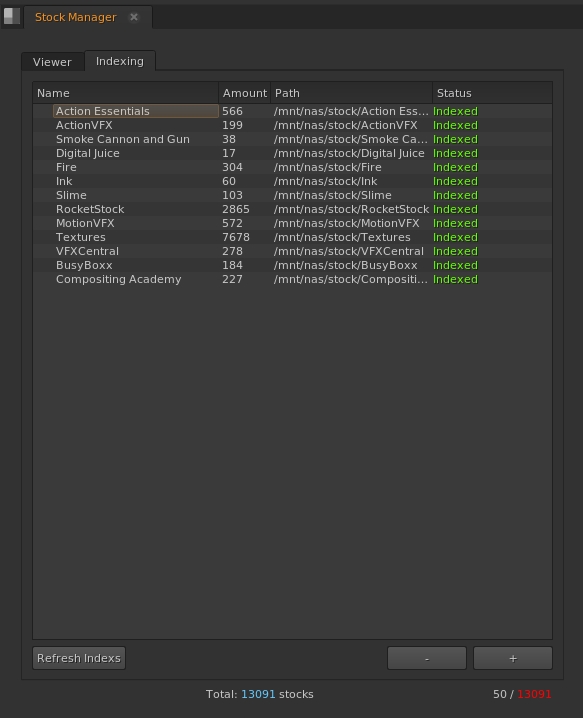 Stock Manager
Viewer Indexing
Name Amount Path Status
Action Essentials 566 /mnt/nas/stock/Action Ess... Indexed
ActionVFX 199 /mnt/nas/stock/ActionVFX Indexed
Smoke Cannon and Gun 38 /mnt/nas/stock/Smoke Ca... Indexed
Digital Juice 17 /mnt/nas/stock/Digital Juice Indexed
Fire 304 /mnt/nas/stock/Fire Indexed
Ink 60 /mnt/nas/stock/Ink Indexed
Slime 103 /mnt/nas/stock/Slime Indexed
RocketStock 2865 /mnt/nas/stock/RocketStock Indexed
MotionVFX 572 /mnt/nas/stock/MotionVFX Indexed
Textures 7678 /mnt/nas/stock/Textures Indexed
VFXCentral 278 /mnt/nas/stock/VFXCentral Indexed
BusyBoxx 184 /mnt/nas/stock/BusyBoxx Indexed
Compositing Academy 227 /mnt/nas/stock/Compositi... Indexed
Refresh Indexs - +
Total: 13091 stocks 50 / 13091